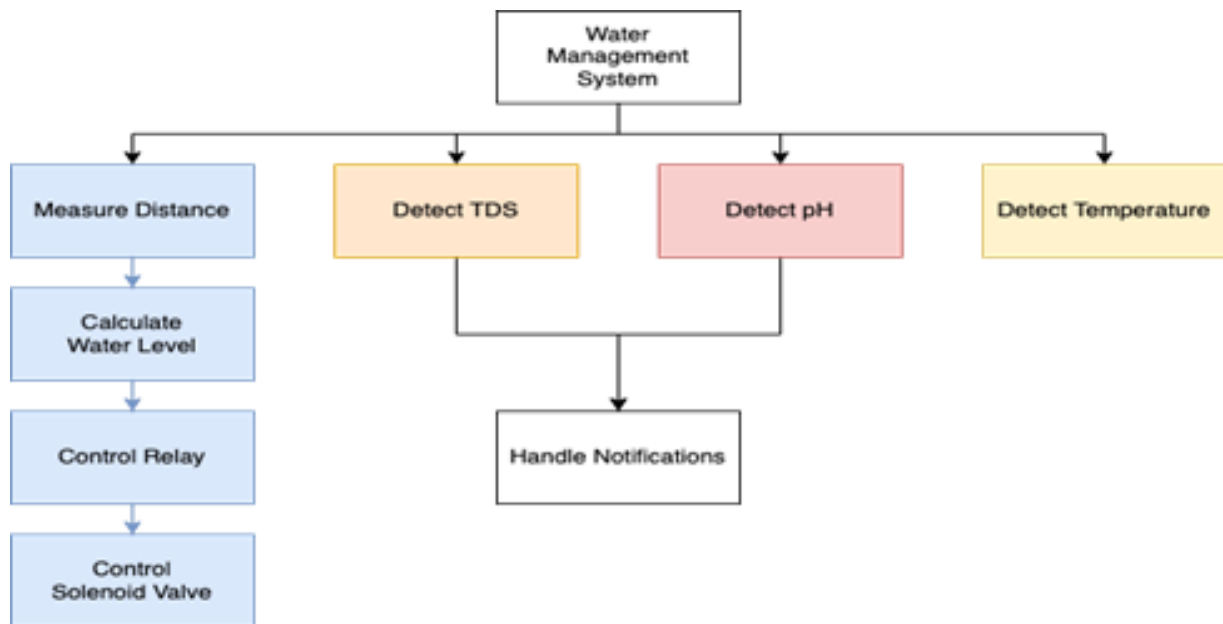 Water
Management
System
Measure Distance
Detect TDS
Detect pH
Detect Temperature
Calculate
Water Level
Control Relay
Handle Notifications
Control
Solenoid Valve